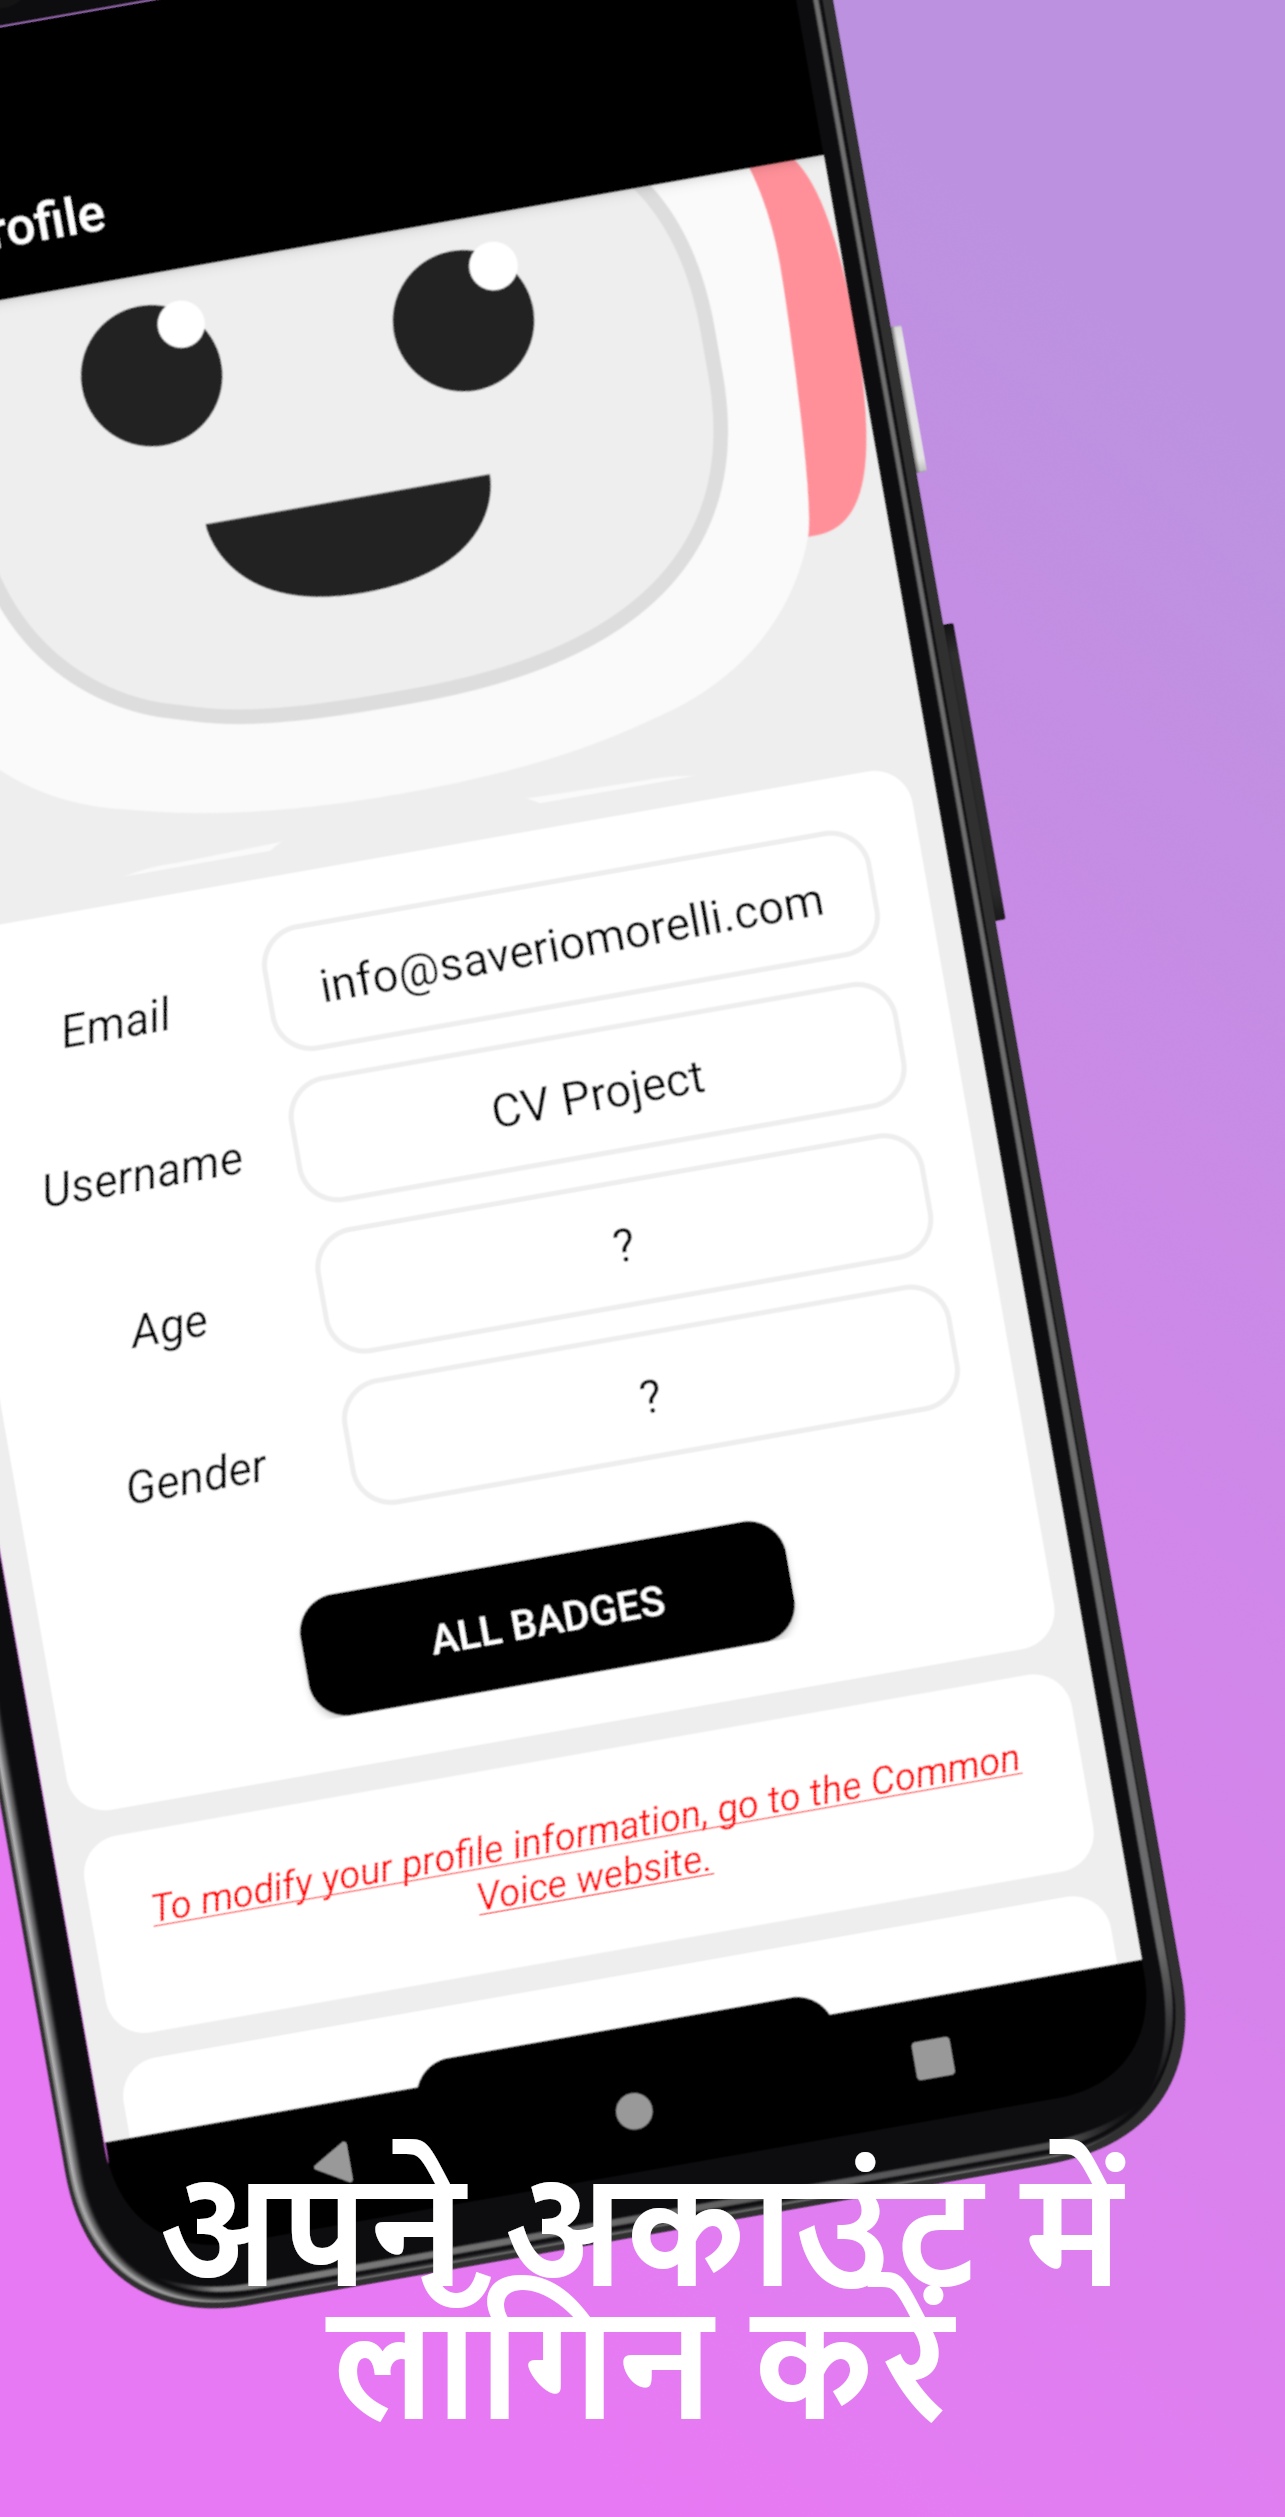 rofile
Email
info@saveriomorelli.com
Username
CV Project
Age
?
Gender
?
ALL BADGES
To modify your profile information, go to the Common
Voice website.
अपने अकाउंट में
लॉगिन करें